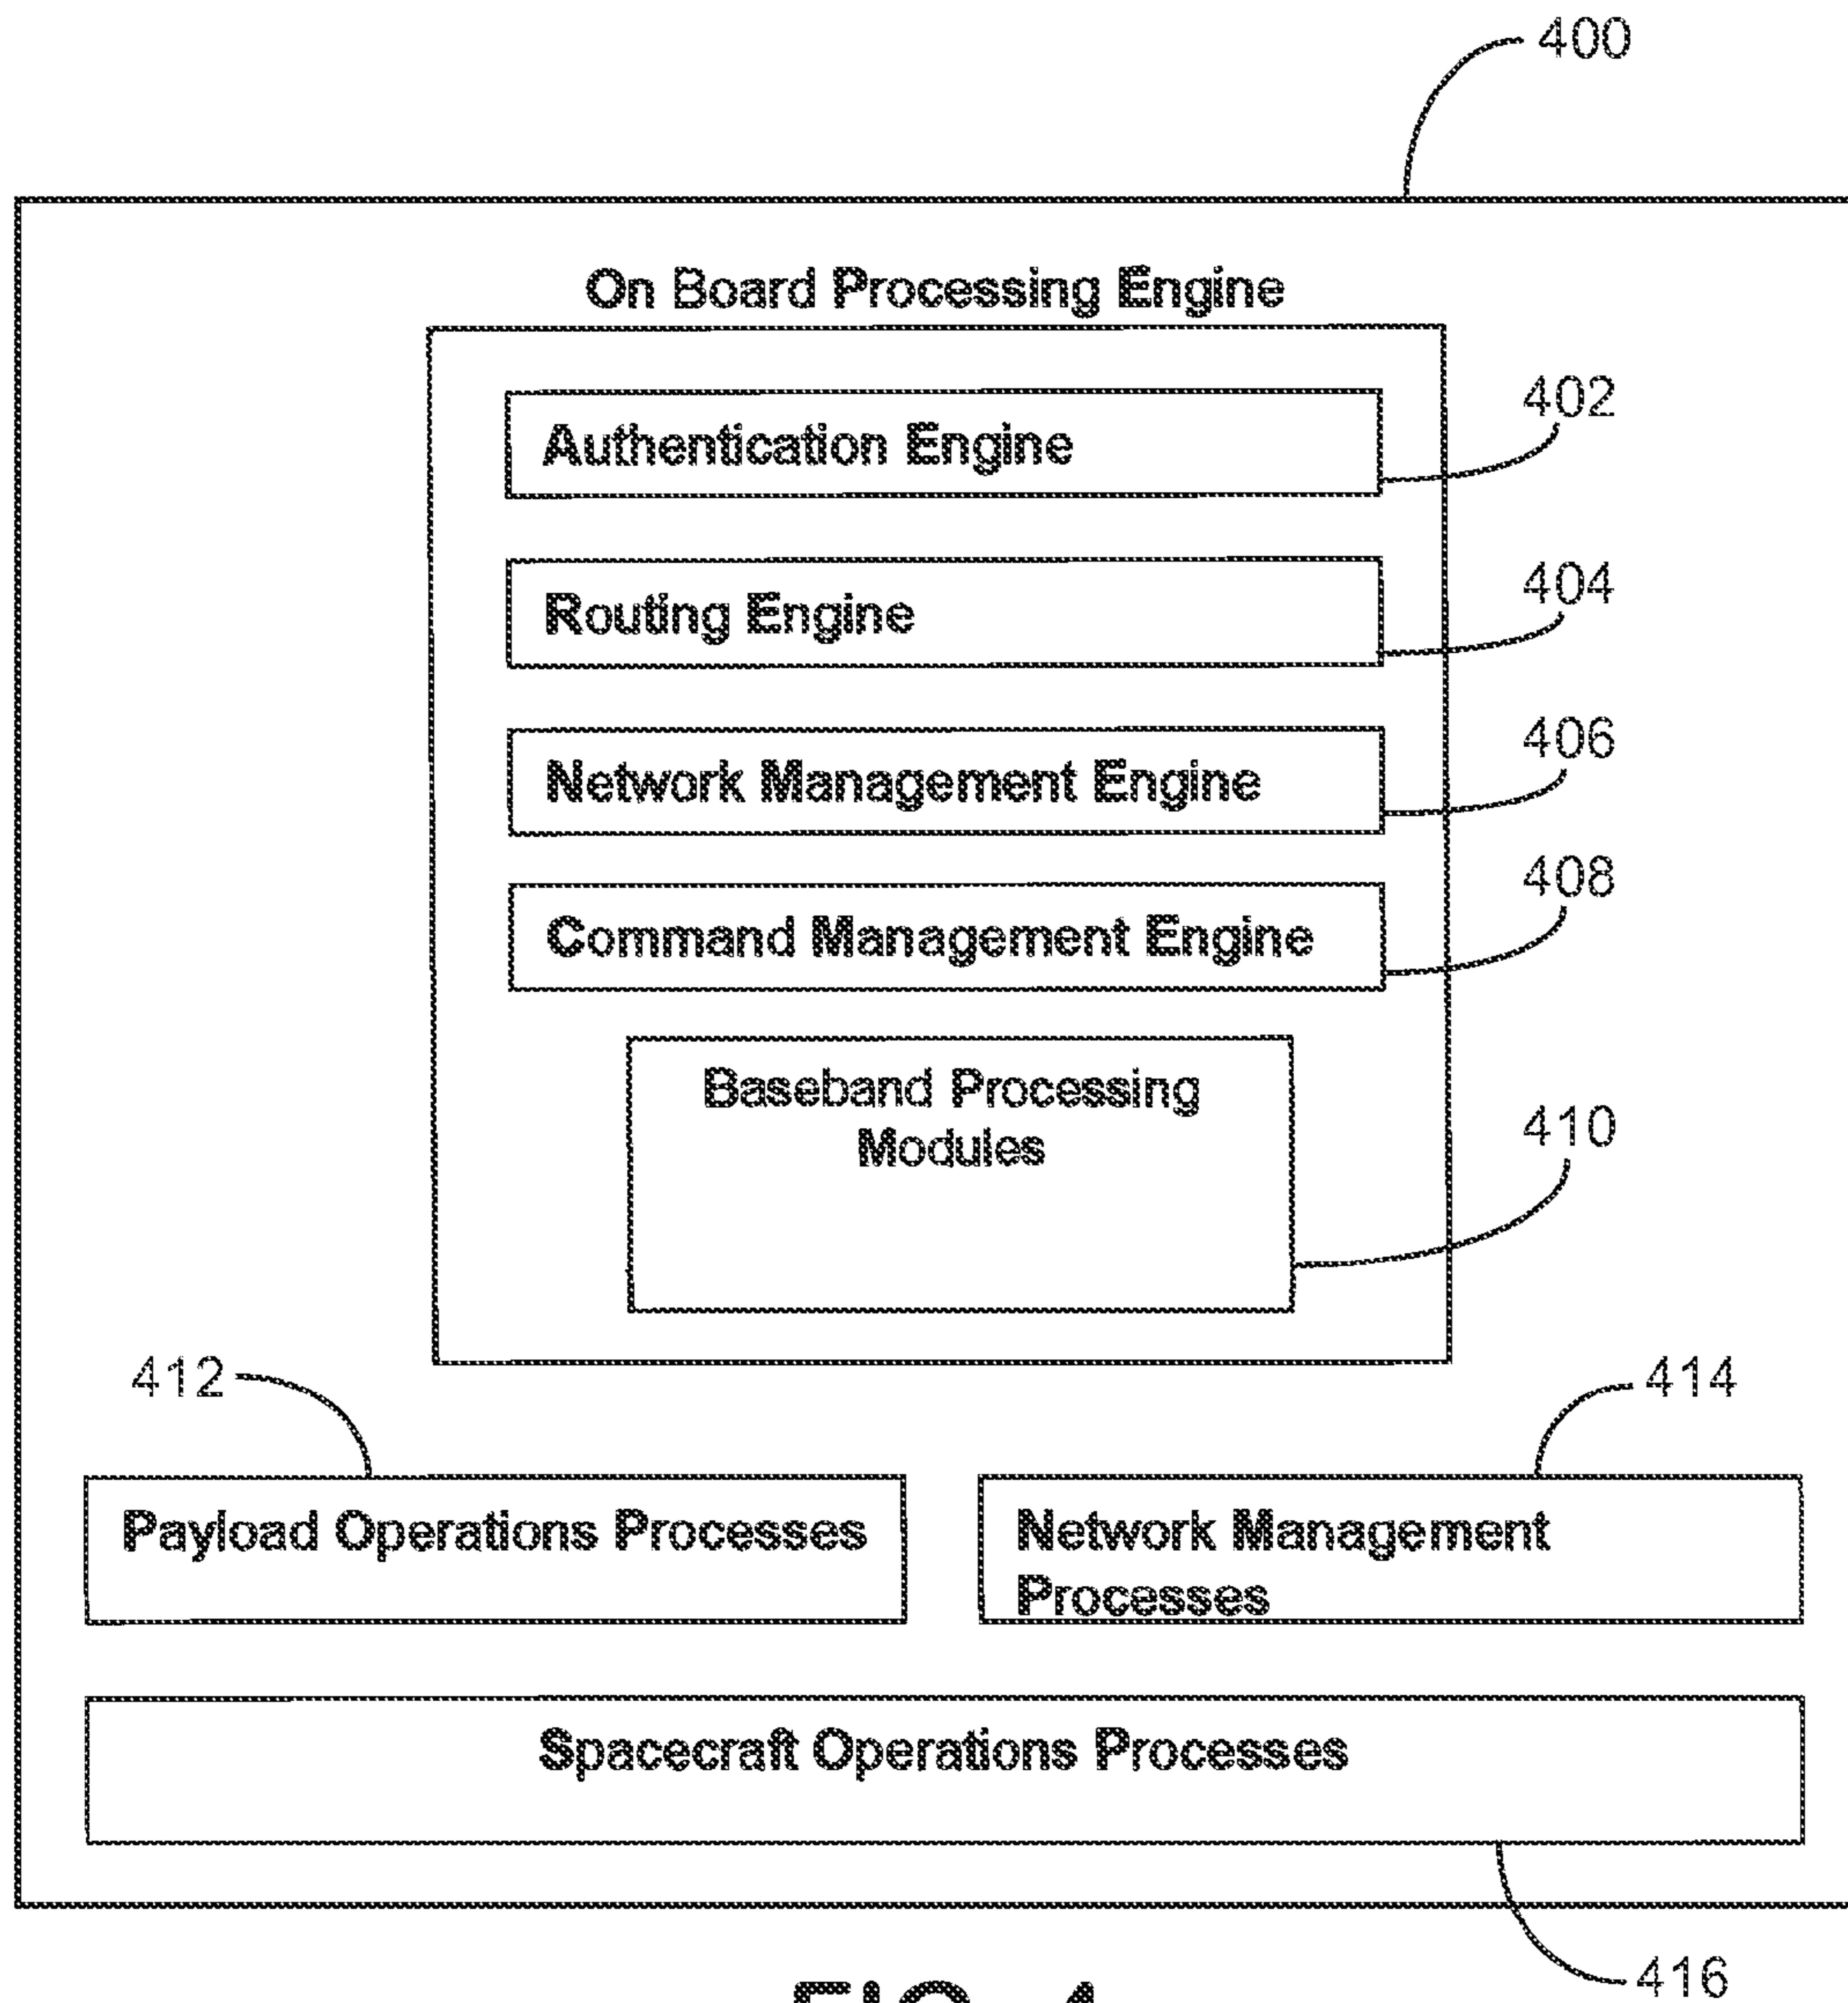 400
On Board Processing Engine
Authentication Engine
402
Routing Engine
404
Network Management Engine
406
Command Management Engine
408
Baseband Processing
Modules
410
412
414
Payload Operations Processes
Network Management
Processes
Spacecraft Operations Processes
416